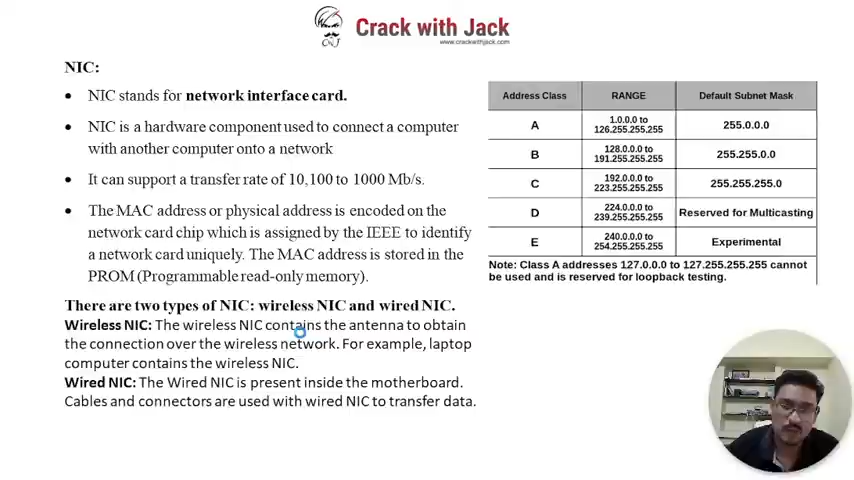 Crack with Jack
www.crackwithjack.com
NIC:
• NIC stands for network interface card.
• NIC is a hardware component used to connect a computer
with another computer onto a network
• It can support a transfer rate of 10,100 to 1000 Mb/s.
• The MAC address or physical address is encoded on the
network card chip which is assigned by the IEEE to identify
a network card uniquely. The MAC address is stored in the
PROM (Programmable read-only memory).
There are two types of NIC: wireless NIC and wired NIC.
Wireless NIC: The wireless NIC contains the antenna to obtain
the connection over the wireless network. For example, laptop
computer contains the wireless NIC.
Wired NIC: The Wired NIC is present inside the motherboard.
Cables and connectors are used with wired NIC to transfer data.
Address Class RANGE Default Subnet Mask
A 1.0.0.0 to
126.255.255.255 255.0.0.0
B 128.0.0.0 to
191.255.255.255 255.255.0.0
C 192.0.0.0 to
223.255.255.255 255.255.255.0
D 224.0.0.0 to
239.255.255.255 Reserved for Multicasting
E 240.0.0.0 to
254.255.255.255 Experimental
Note: Class A addresses 127.0.0.0 to 127.255.255.255 cannot
be used and is reserved for loopback testing.